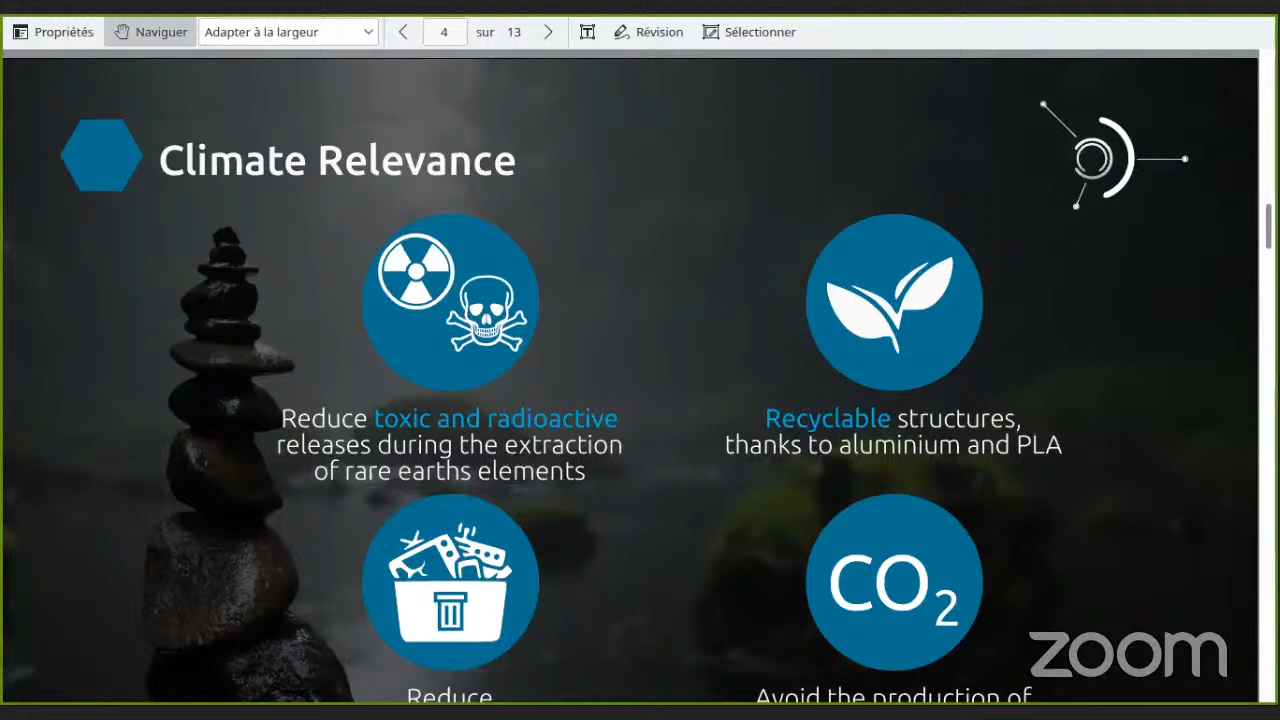 Propriétés Naviguer Adapter à la largeur 4 sur 13 Révision Sélectionner
Climate Relevance
Reduce toxic and radioactive
releases during the extraction
of rare earths elements
Recyclable structures,
thanks to aluminium and PLA
CO2
Reduce
Avoid the production of
zoom